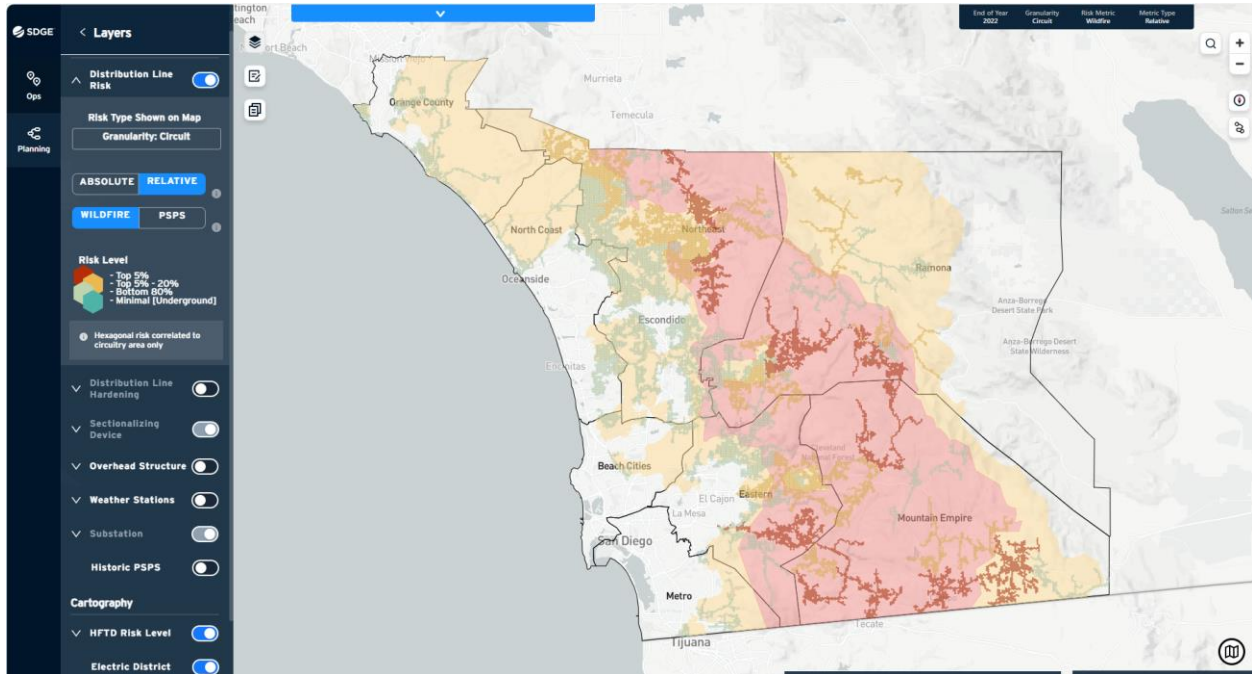 SDGE
Ops
Planning
< Layers
Distribution Line
Risk
Risk Type Shown on Map
Granularity: Circuit
ABSOLUTE RELATIVE
WILDFIRE PSPS
Risk Level
- Top 5%
- Top 5% - 20%
- Bottom 80%
- Minimal [Underground]
Hexagonal risk correlated to
circuitry area only
Distribution Line
Hardening
Sectionalizing
Device
Overhead Structure
Weather Stations
Substation
Historic PSPS
Cartography
HFTD Risk Level
Electric District
End of Year
2022
Granularity
Circuit
Risk Metric
Wildfire
Metric Type
Relative
tington
each
ort Beach
Murrieta
Temecula
Orange County
North Coast
Northeast
Oceanside
Ramona
Escondido
Encinitas
Anza-Borrego
Desert State Park
Anza-Borrego Desert
State Wilderness
Beach Cities
El Cajon
Eastern
La Mesa
San Diego
Mountain Empire
Metro
Tecate
Tijuana